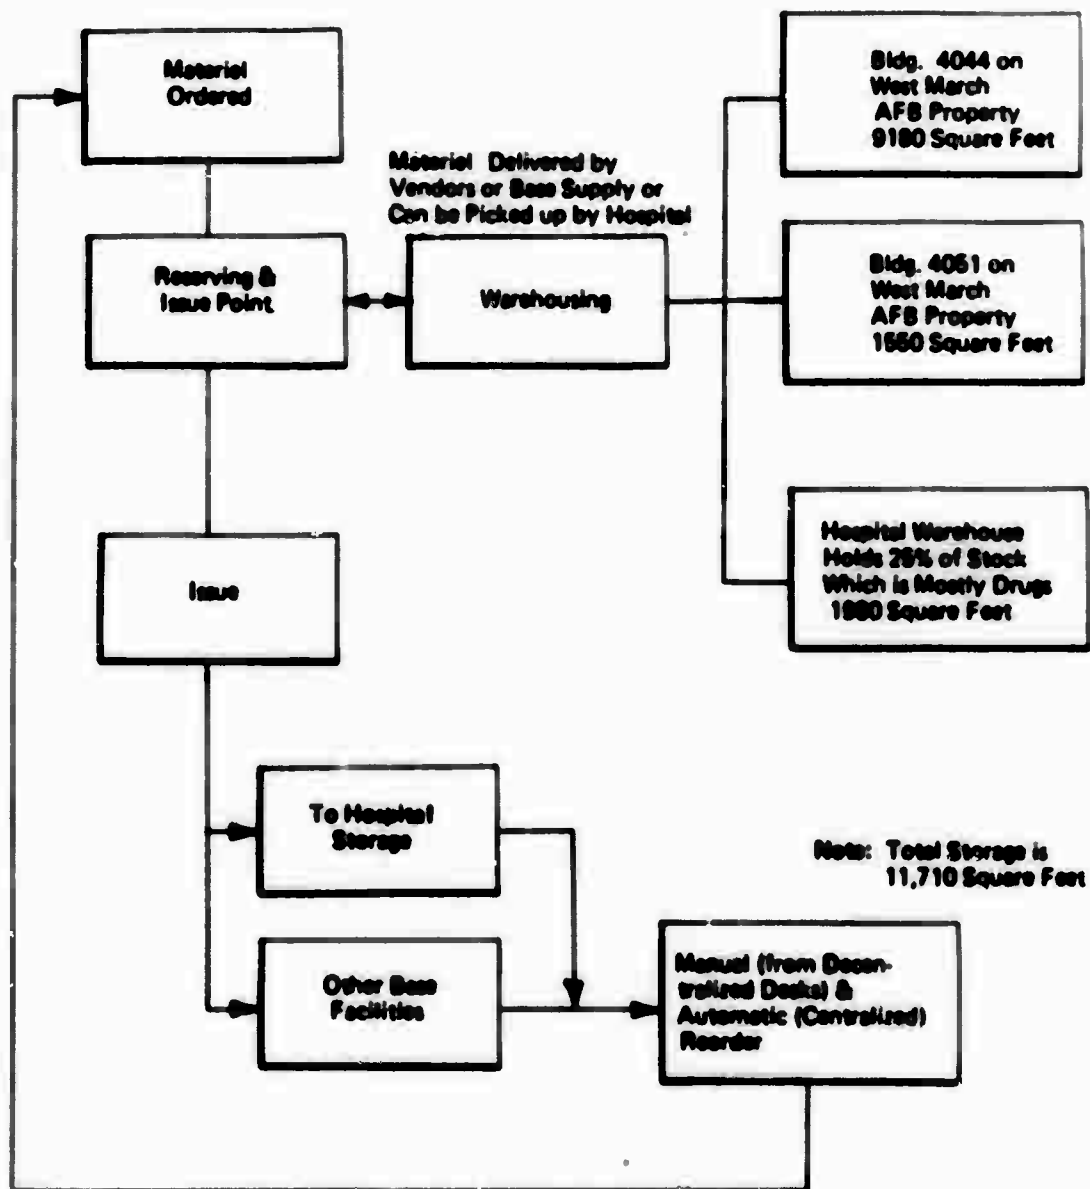 Materiel
Ordered
Bldg. 4044 on
West March
AFB Property
9180 Square Feet
Materiel Delivered by
Vendors or Base Supply or
Can be Picked up by Hospital
Receiving &
Issue Point
Warehousing
Bldg. 4051 on
West March
AFB Property
1550 Square Feet
Issue
Hospital Warehouse
Holds 25% of Stock
Which is Mostly Drugs
1980 Square Feet
To Hospital
Storage
Note: Total Storage is
11,710 Square Feet
Other Base
Facilities
Manual (from Decen-
tralized Desks) &
Automatic (Centralized)
Reorder